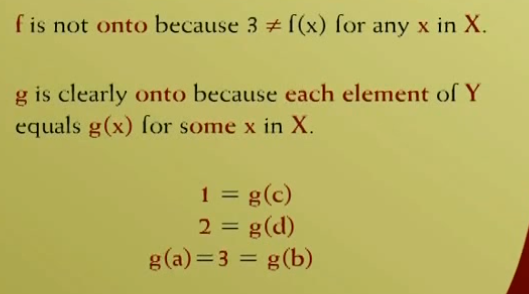 f is not onto because 3 ≠ f(x) for any x in X.
g is clearly onto because each element of Y
equals g(x) for some x in X.
1 = g(c)
2 = g(d)
g(a)=3 = g(b)